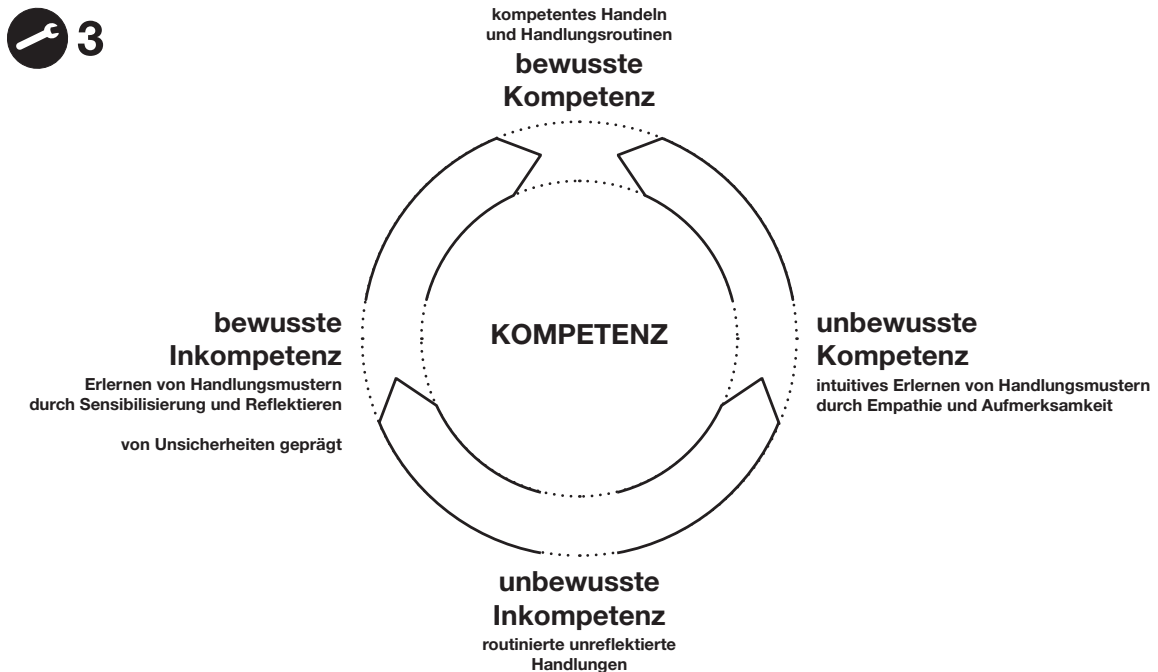 3
kompetentes Handeln
und Handlungsroutinen
bewusste
Kompetenz
bewusste
Inkompetenz
Erlernen von Handlungsmustern
durch Sensibilisierung und Reflektieren
von Unsicherheiten geprägt
KOMPETENZ
unbewusste
Kompetenz
intuitives Erlernen von Handlungsmustern
durch Empathie und Aufmerksamkeit
unbewusste
Inkompetenz
routinierte unreflektierte
Handlungen